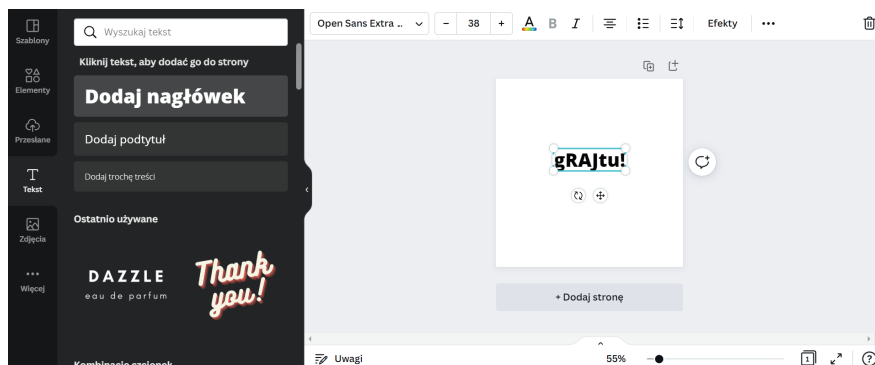 Szablony
Elementy
Przesłane
Tekst
Zdjęcia
Więcej
Wyszukaj tekst
Kliknij tekst, aby dodać go do strony
Dodaj nagłówek
Dodaj podtytuł
Dodaj trochę treści
Ostatnio używane
DAZZLE
eau de parfum
Thank
you!
Kombinacje czcionek
Open Sans Extra ...
– 38 +
A B I
Efekty
gRAJtu!
+ Dodaj stronę
Uwagi
55%
1
?